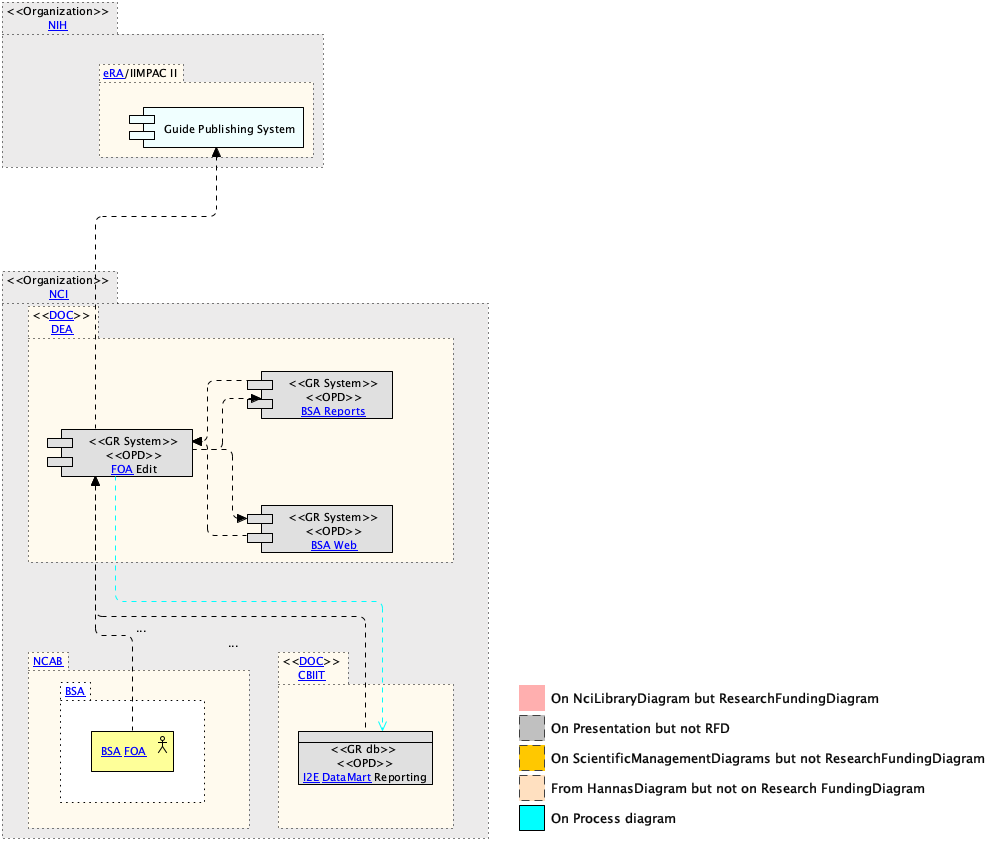 <<Organization>>
NIH
eRA/IIMPAC II
Guide Publishing System
<<Organization>>
NCI
<<DOC>>
DEA
<<GR System>>
<<OPD>>
BSA Reports
<<GR System>>
<<OPD>>
FOA Edit
<<GR System>>
<<OPD>>
BSA Web
...
...
NCAB
BSA
BSA FOA
<<DOC>>
CBIIT
<<GR db>>
<<OPD>>
I2E DataMart Reporting
On NciLibraryDiagram but ResearchFundingDiagram
On Presentation but not RFD
On ScientificManagementDiagrams but not ResearchFundingDiagram
From HannasDiagram but not on Research FundingDiagram
On Process diagram